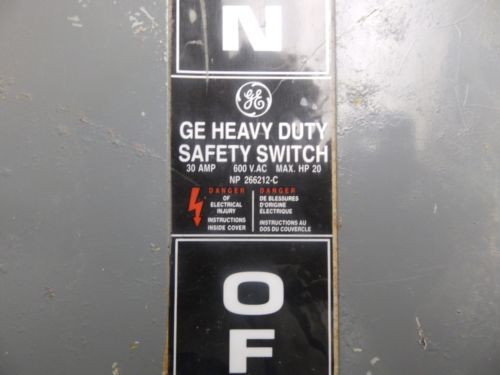 N
GE
GE HEAVY DUTY
SAFETY SWITCH
30 AMP 600 V.AC MAX. HP 20
NP 266212-C
DANGER
OF
ELECTRICAL
INJURY
INSTRUCTIONS
INSIDE COVER
DANGER
DE BLESSURES
D'ORIGINE
ÉLECTRIQUE
INSTRUCTIONS AU
DOS DU COUVERCLE
O
F